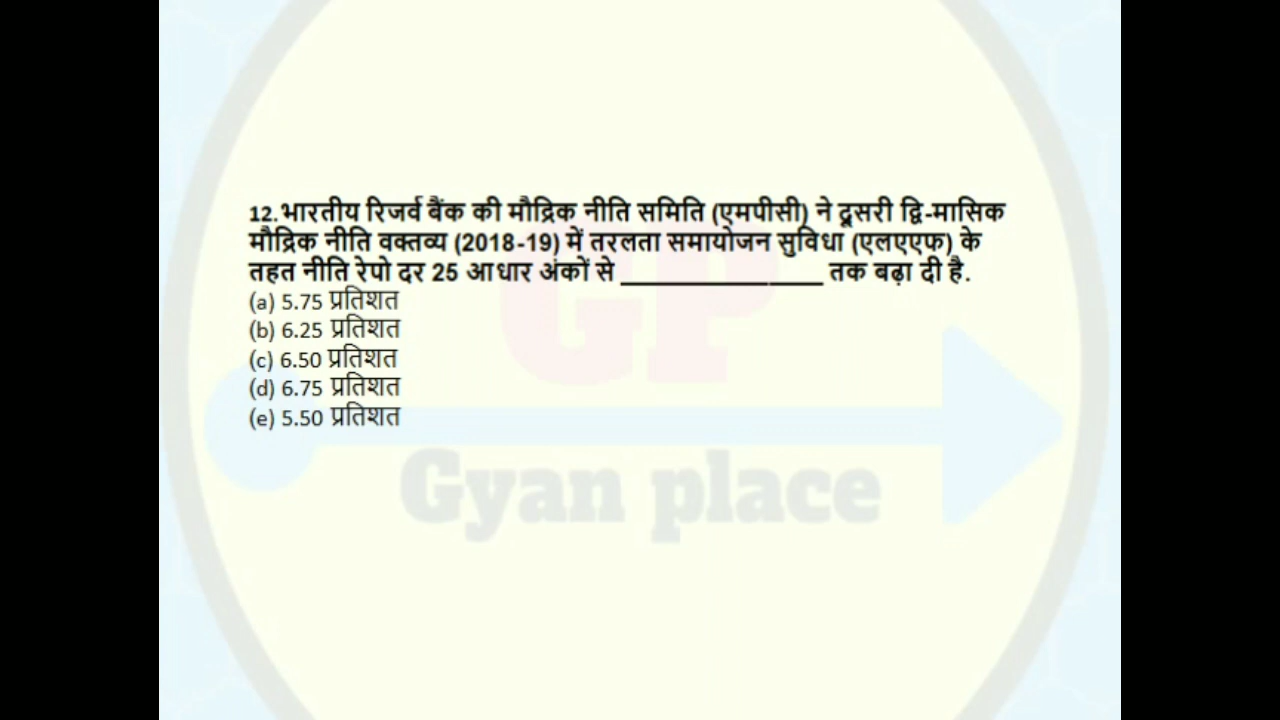 12.भारतीय रिजर्व बैंक की मौद्रिक नीति समिति (एमपीसी) ने दूसरी द्वि-मासिक
मौद्रिक नीति वक्तव्य (2018-19) में तरलता समायोजन सुविधा (एलएएफ) के
तहत नीति रेपो दर 25 आधार अंकों से ________________ तक बढ़ा दी है.
(a) 5.75 प्रतिशत
(b) 6.25 प्रतिशत
(c) 6.50 प्रतिशत
(d) 6.75 प्रतिशत
(e) 5.50 प्रतिशत
GP
Gyan place